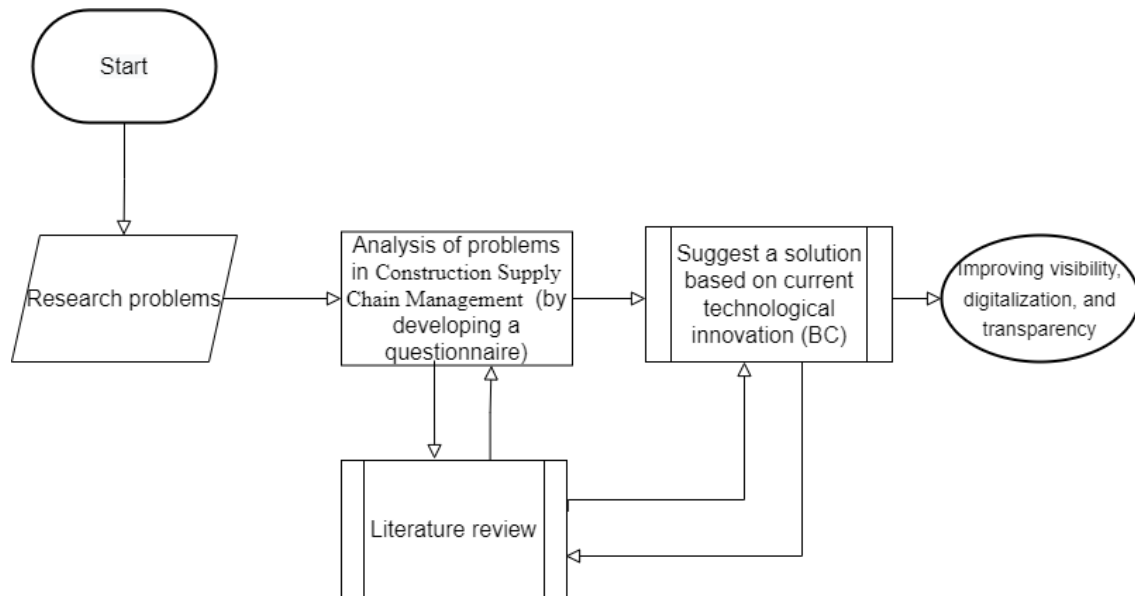 Start
Research problems
Analysis of problems
in Construction Supply
Chain Management (by
developing a
questionnaire)
Suggest a solution
based on current
technological
innovation (BC)
Improving visibility,
digitalization, and
transparency
Literature review